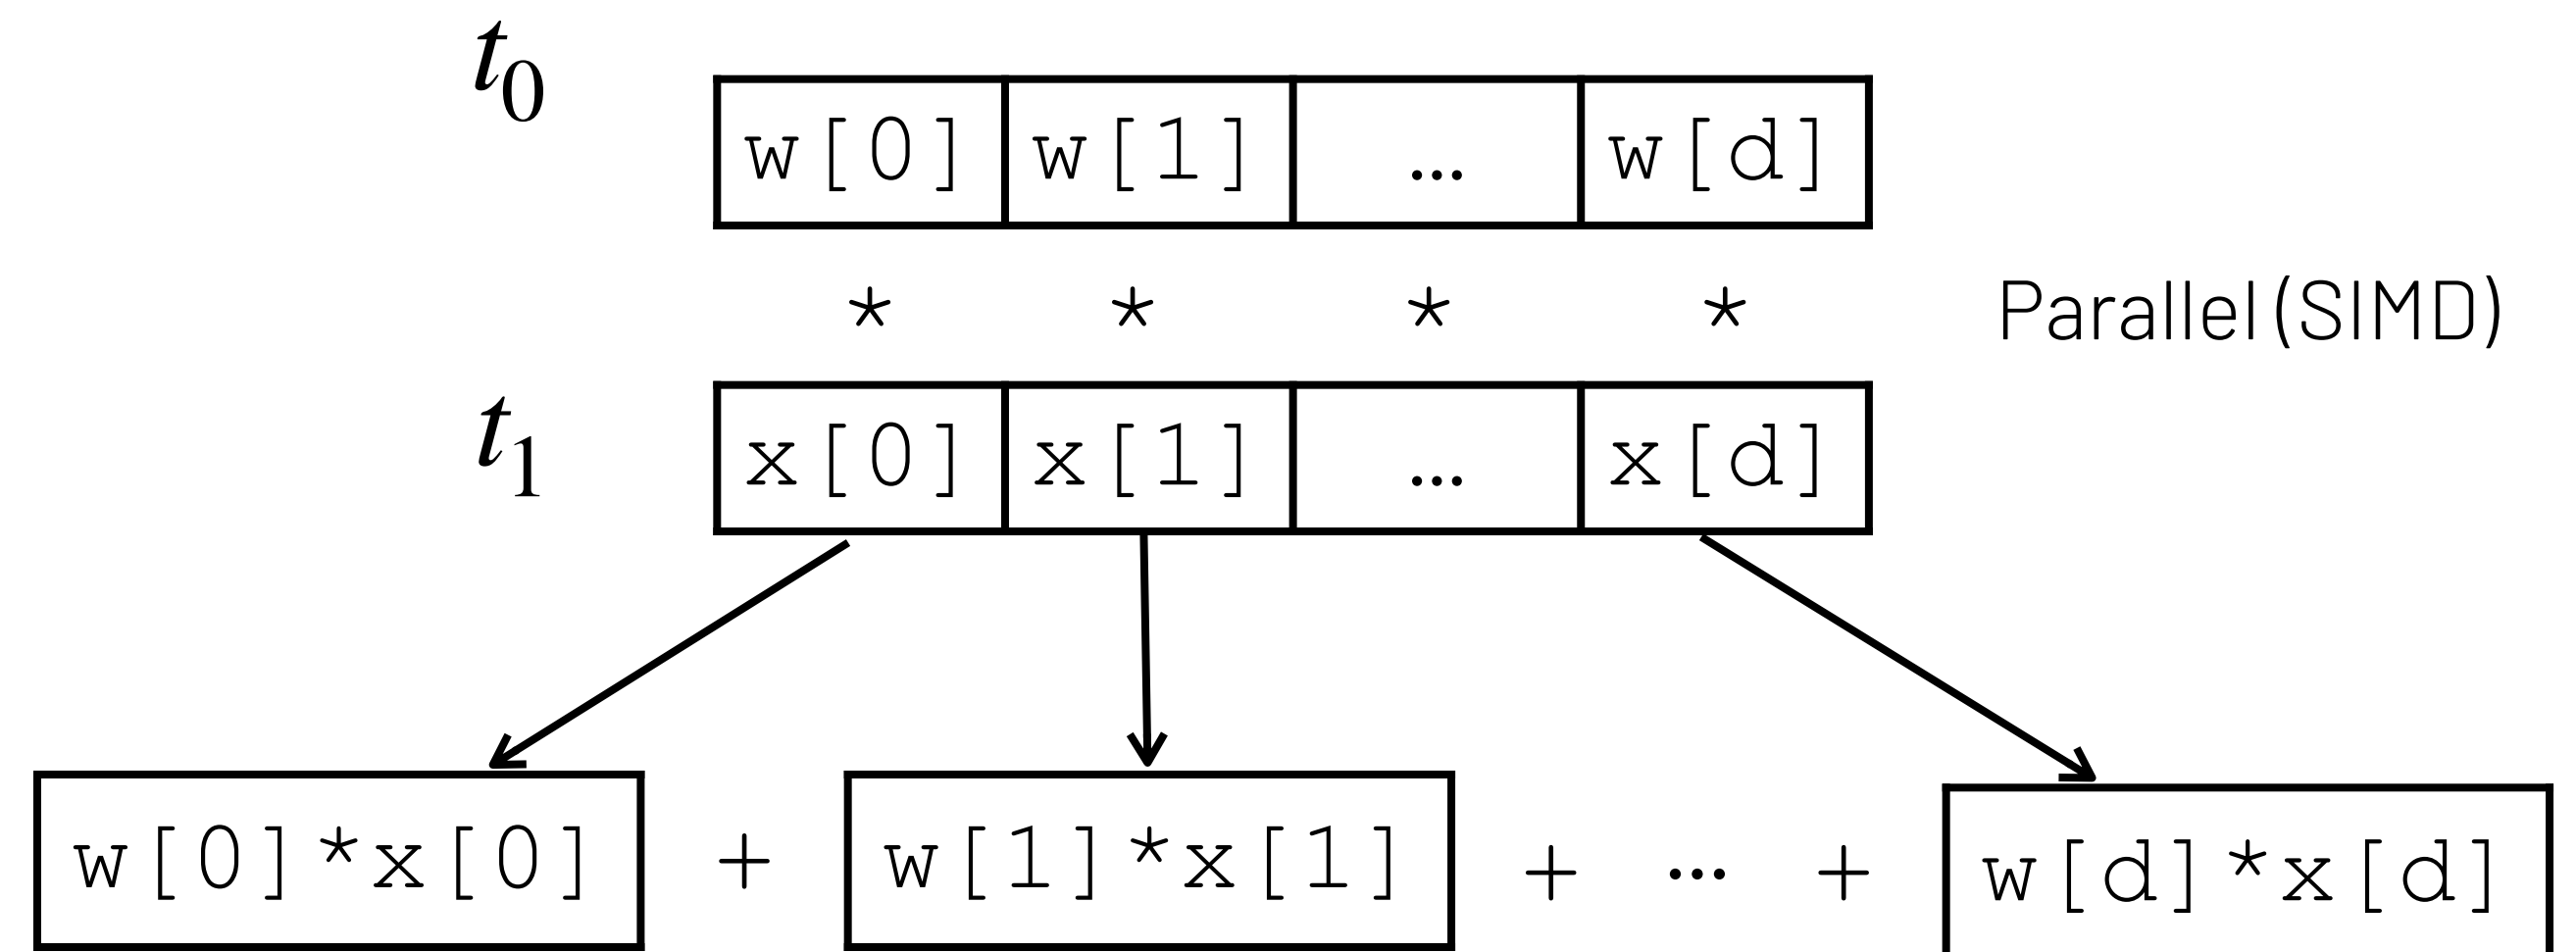 t0
w[0] w[1] … w[d]
* * * *
Parallel (SIMD)
t1
x[0] x[1] … x[d]
w[0]*x[0] + w[1]*x[1] + … + w[d]*x[d]